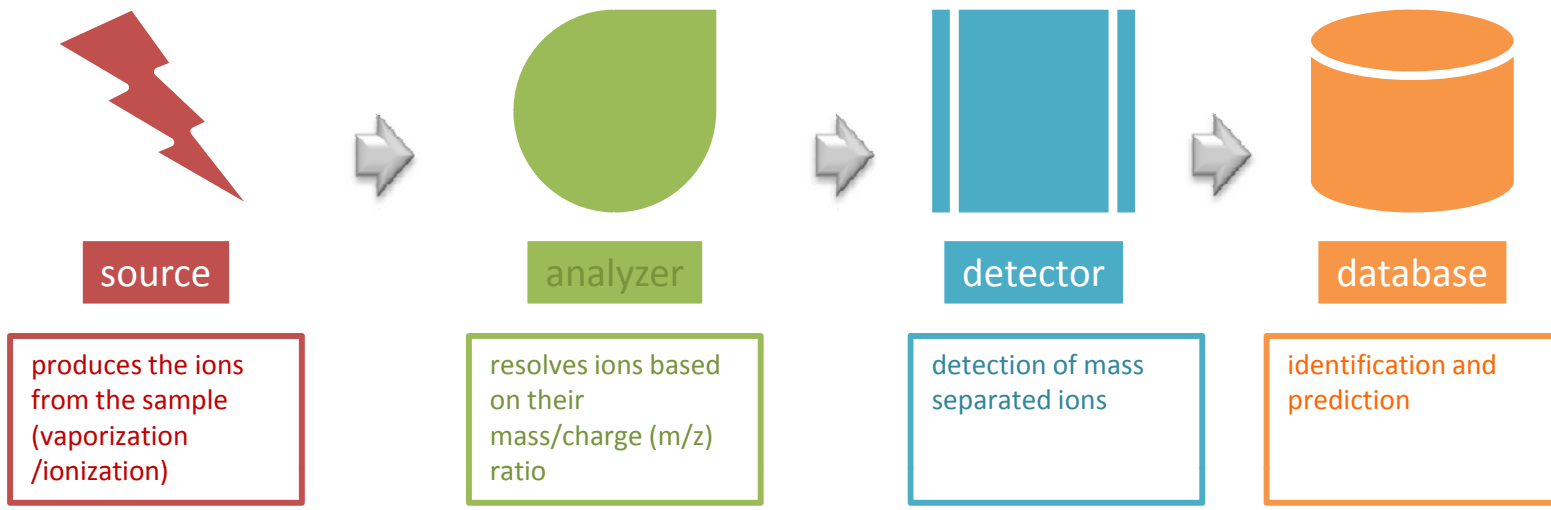 source
analyzer
detector
database
produces the ions
from the sample
(vaporization
/ionization)
resolves ions based
on their
mass/charge (m/z)
ratio
detection of mass
separated ions
identification and
prediction